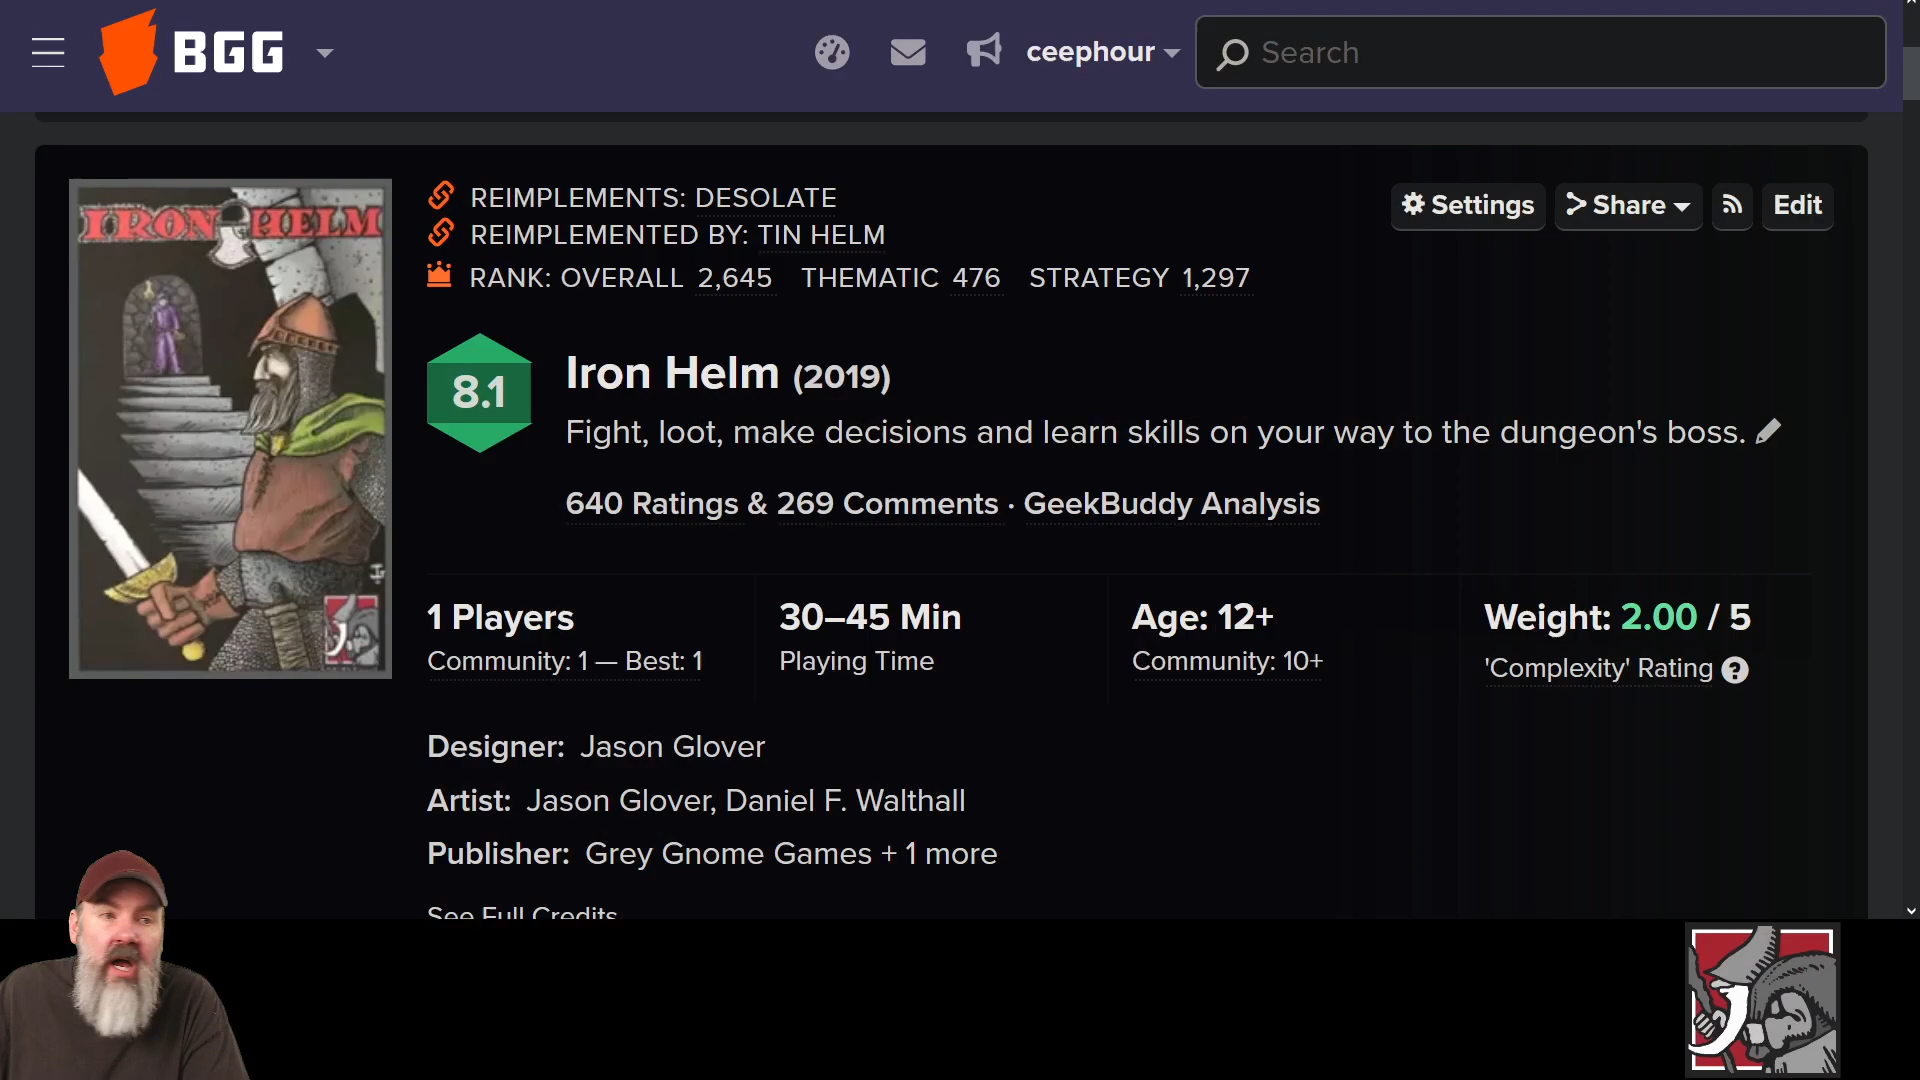 BGG
ceephour
Search
IRON HELM
REIMPLEMENTS: DESOLATE
REIMPLEMENTED BY: TIN HELM
RANK: OVERALL 2,645 THEMATIC 476 STRATEGY 1,297
Settings
Share
Edit
8.1
Iron Helm (2019)
Fight, loot, make decisions and learn skills on your way to the dungeon's boss.
640 Ratings & 269 Comments · GeekBuddy Analysis
1 Players
Community: 1 — Best: 1
30–45 Min
Playing Time
Age: 12+
Community: 10+
Weight: 2.00 / 5
'Complexity' Rating ?
Designer: Jason Glover
Artist: Jason Glover, Daniel F. Walthall
Publisher: Grey Gnome Games + 1 more
See Full Credits